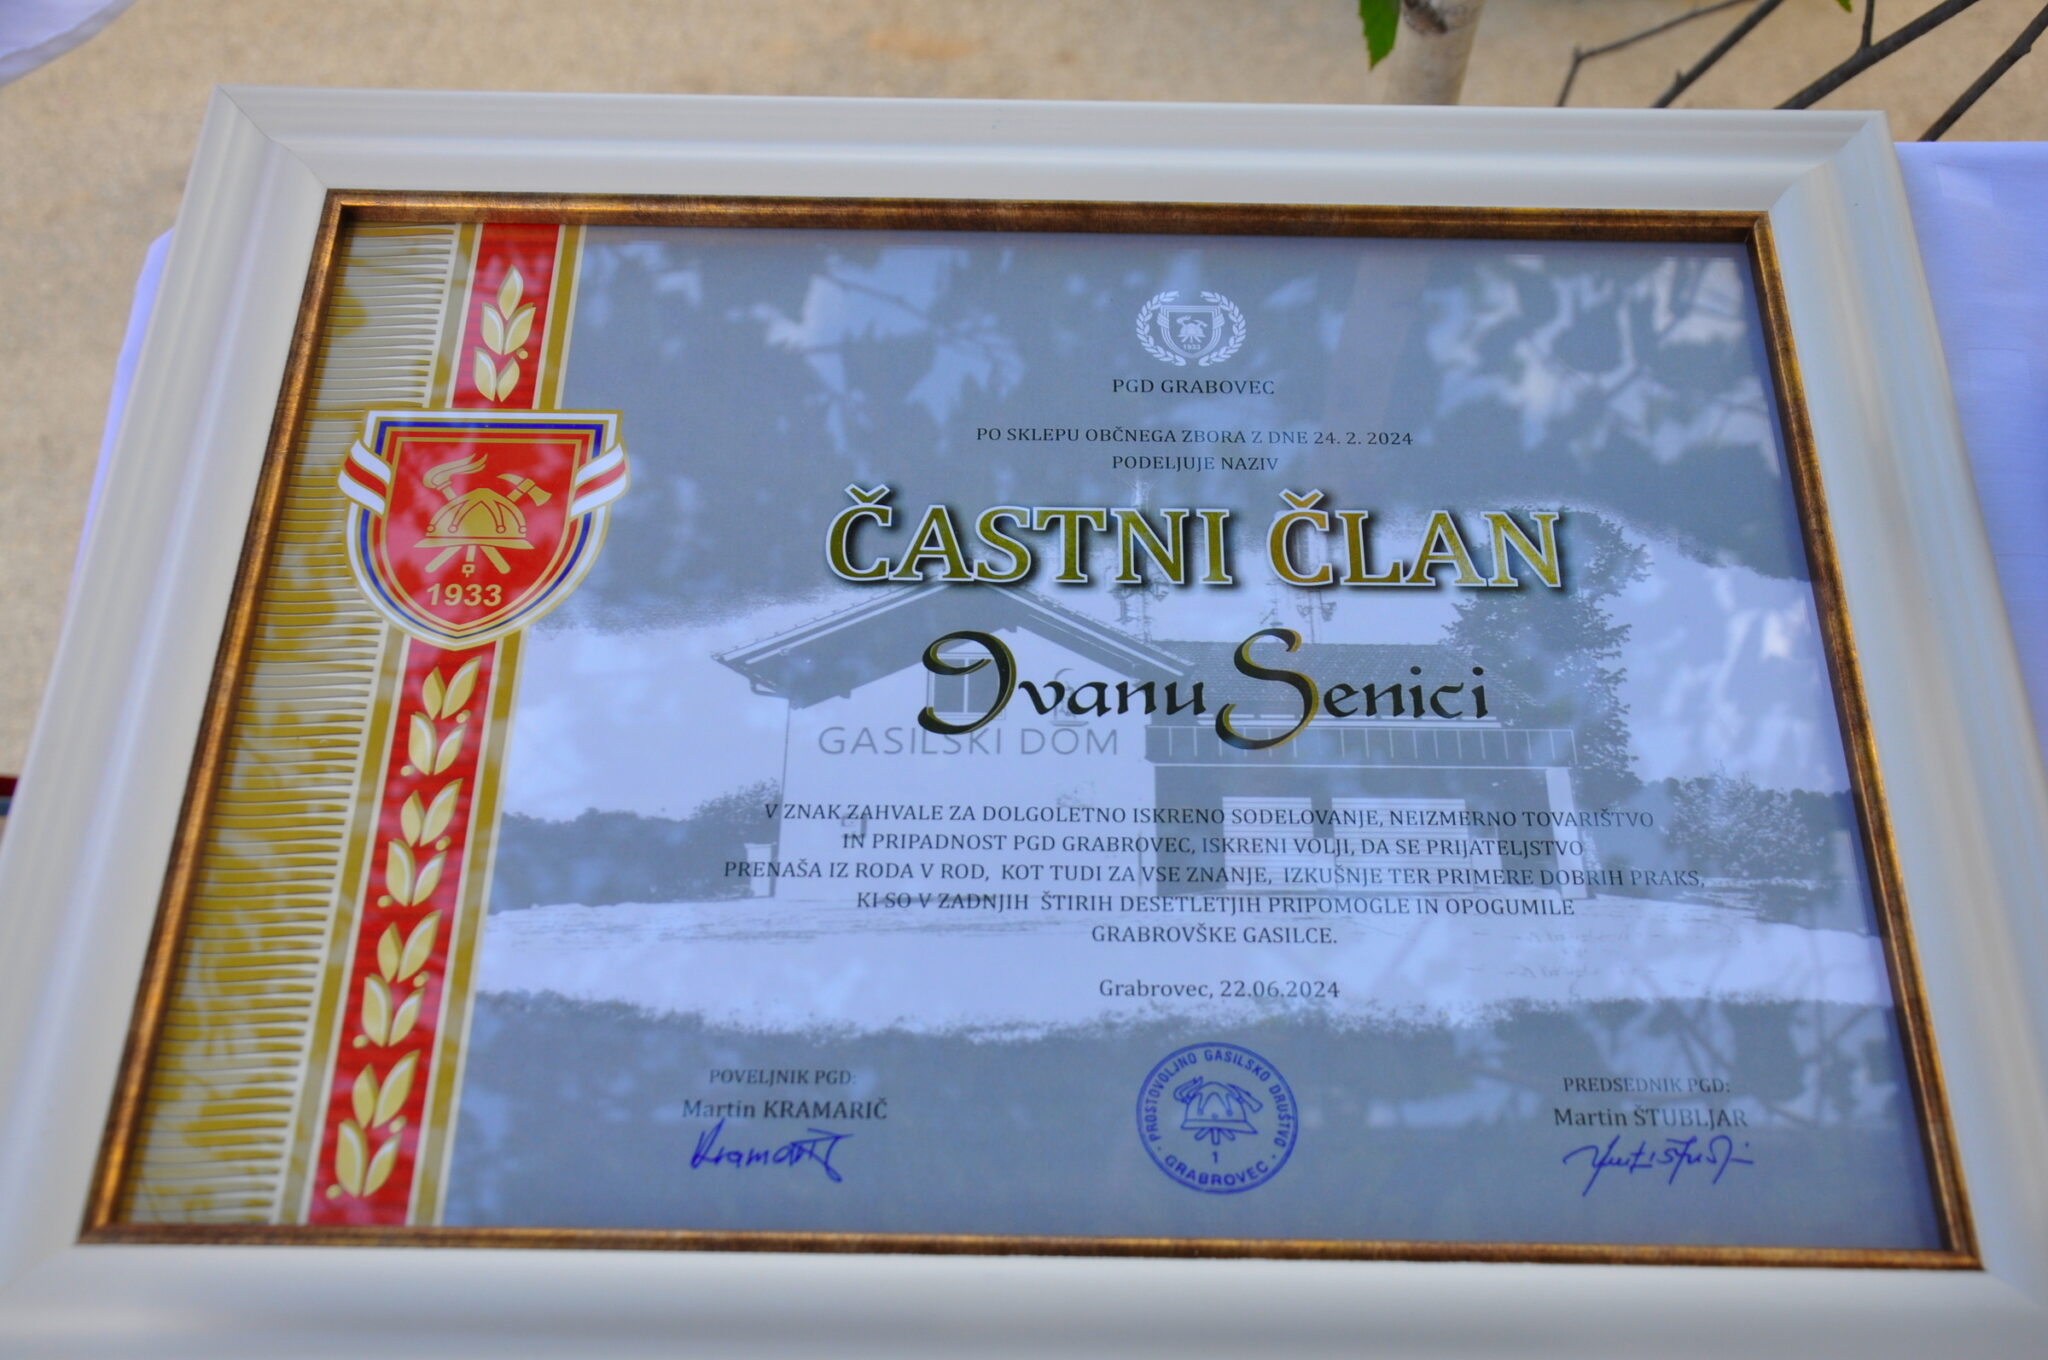 1933
PGD GRABOVEC
PO SKLEPU OBČNEGA ZBORA Z DNE 24. 2. 2024
PODELJUJE NAZIV
ČASTNI ČLAN
Ivanu Senici
GASILSKI DOM
V ZNAK ZAHVALE ZA DOLGOLETNO ISKRENO SODELOVANJE, NEIZMERNO TOVARIŠTVO
IN PRIPADNOST PGD GRABROVEC, ISKRENI VOLJI, DA SE PRIJATELJSTVO
PRENAŠA IZ RODA V ROD, KOT TUDI ZA VSE ZNANJE, IZKUŠNJE TER PRIMERE DOBRIH PRAKS,
KI SO V ZADNJIH ŠTIRIH DESETLETJIH PRIPOMOGLE IN OPOGUMILE
GRABROVŠKE GASILCE.
Grabrovec, 22.06.2024
POVELJNIK PGD:
Martin KRAMARIČ
PROSTOVOLJNO GASILSKO DRUŠTVO
1
GRABROVEC
PREDSEDNIK PGD:
Martin ŠTUBLJAR
1933